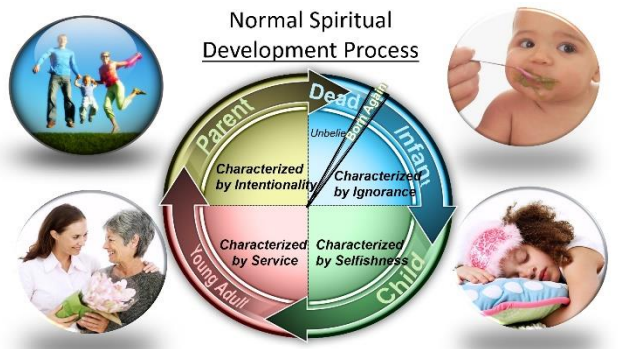 Normal Spiritual
Development Process
Dead
Unbelie
Born Again
Infant
Characterized
by Ignorance
Child
Characterized
by Selfishness
Young Adult
Characterized
by Service
Parent
Characterized
by Intentionality